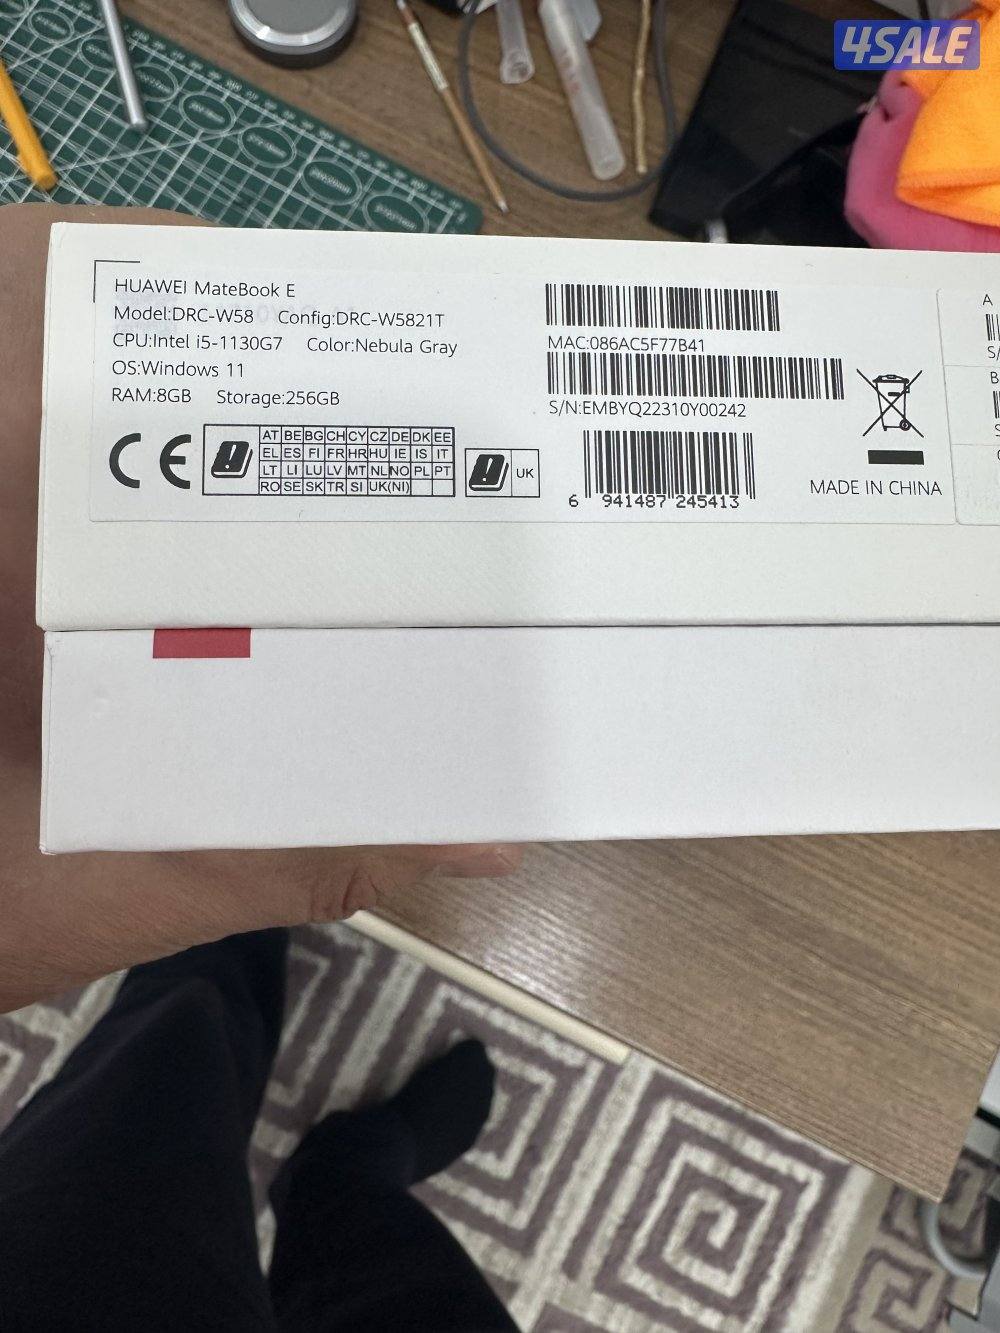 4SALE
HUAWEI MateBook E
Model:DRC-W58 Config:DRC-W5821T
CPU:Intel i5-1130G7 Color:Nebula Gray
OS:Windows 11
RAM:8GB Storage:256GB
CE
AT BE BG CH CY CZ DE DK EE
EL ES FI FR HR HU IE IS IT
LT LI LU LV MT NL NO PL PT
RO SE SK TR SI UK(NI)
UK
MAC:086AC5F77B41
S/N:EMBYQ22310Y00242
6 941487 245413
MADE IN CHINA
A
S/
B